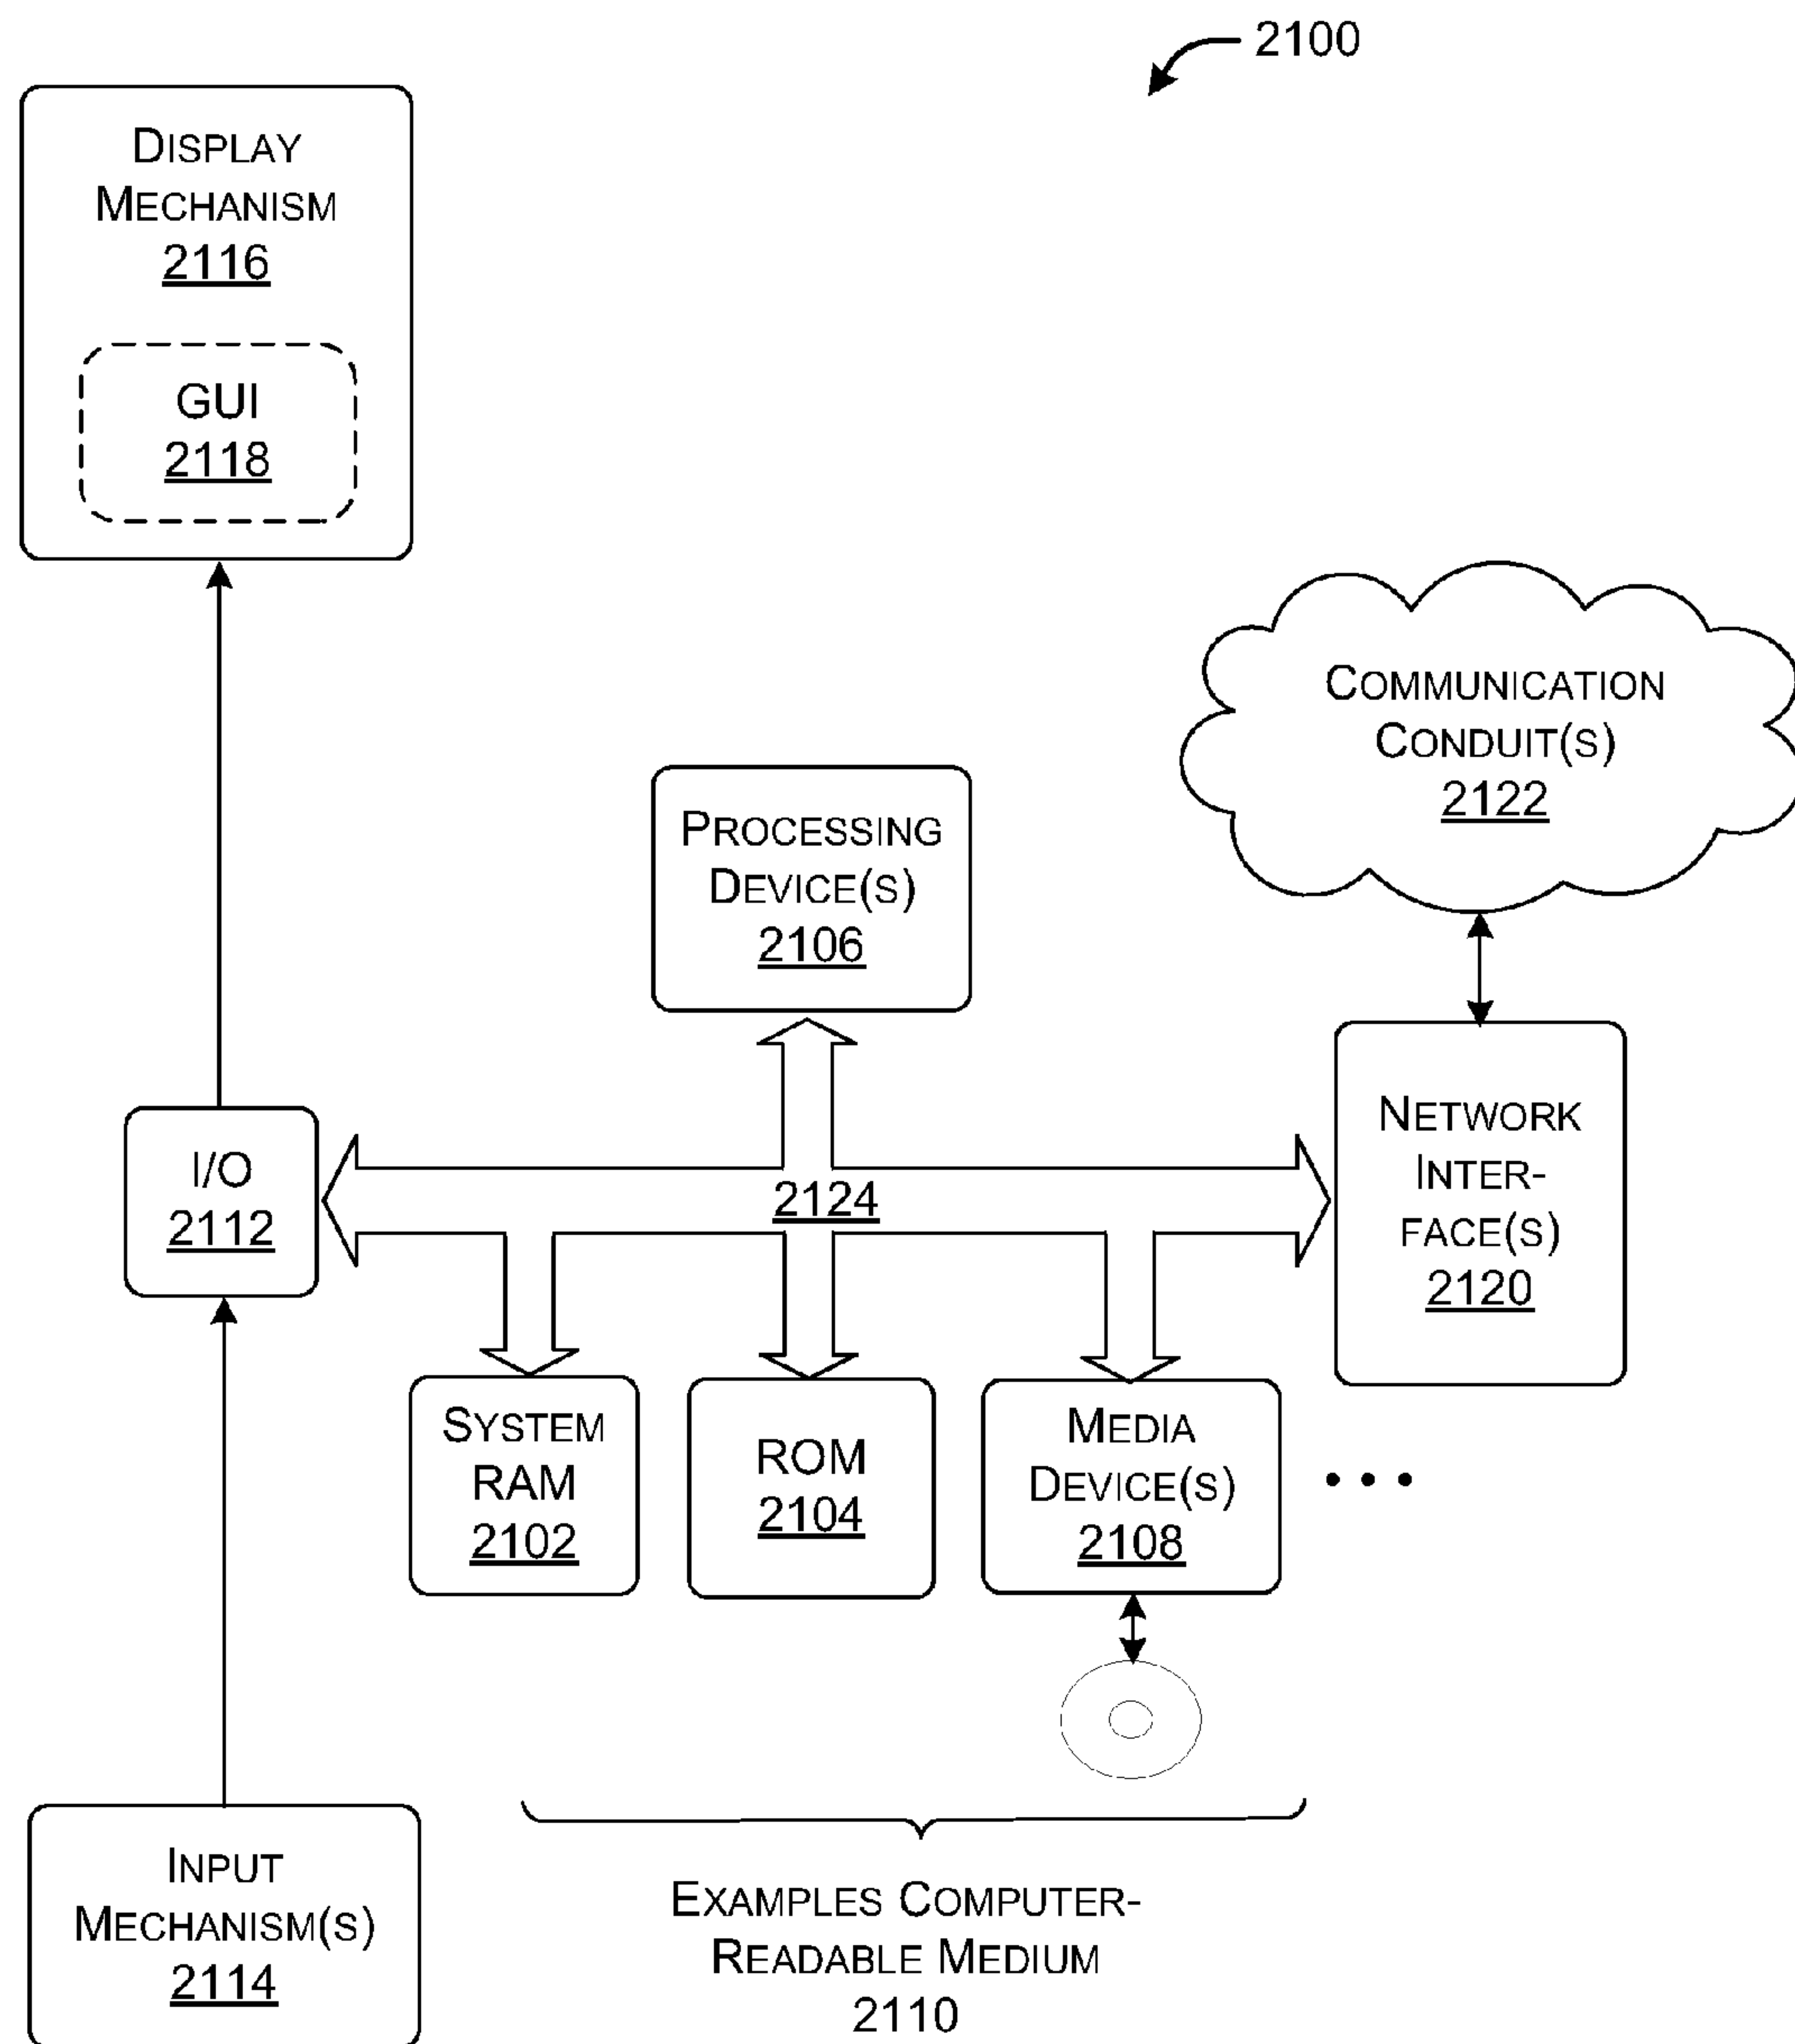 2100
DISPLAY
MECHANISM
2116
GUI
2118
COMMUNICATION
CONDUIT(S)
2122
PROCESSING
DEVICE(S)
2106
I/O
2112
2124
NETWORK
INTER-
FACE(S)
2120
SYSTEM
RAM
2102
ROM
2104
MEDIA
DEVICE(S)
2108
• • •
INPUT
MECHANISM(S)
2114
EXAMPLES COMPUTER-
READABLE MEDIUM
2110